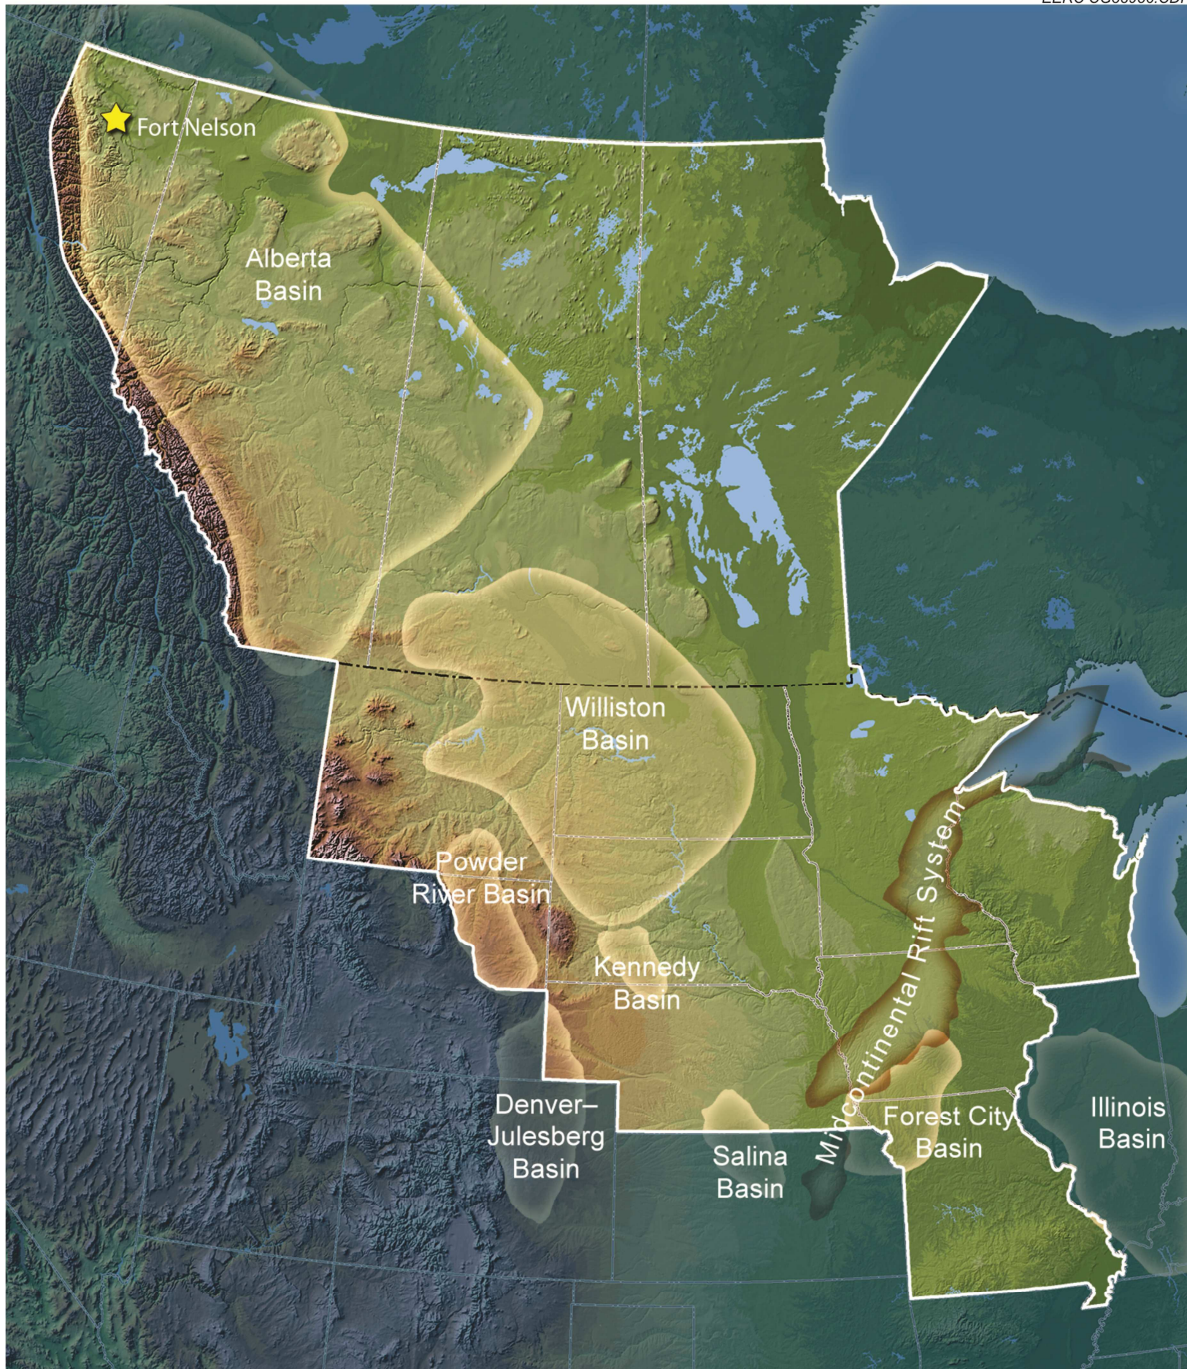 Fort Nelson
Alberta
Basin
Williston
Basin
Powder
River Basin
Kennedy
Basin
Midcontinental Rift System
Denver–
Julesberg
Basin
Salina
Basin
Forest City
Basin
Illinois
Basin